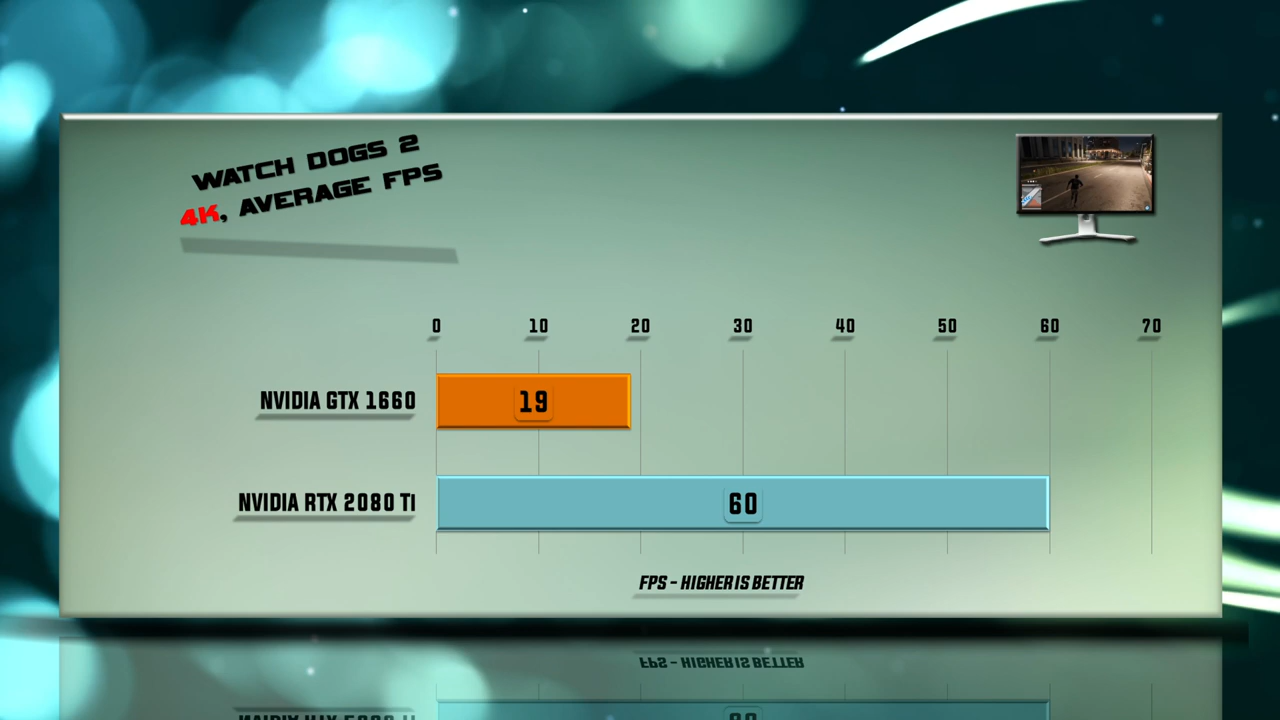 WATCH DOGS 2
4K, AVERAGE FPS
0 10 20 30 40 50 60 70
NVIDIA GTX 1660 19
NVIDIA RTX 2080 TI 60
FPS - HIGHER IS BETTER